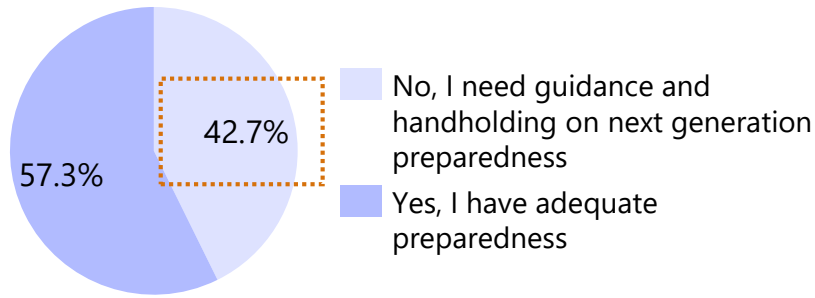 42.7%
57.3%
No, I need guidance and
handholding on next generation
preparedness
Yes, I have adequate
preparedness